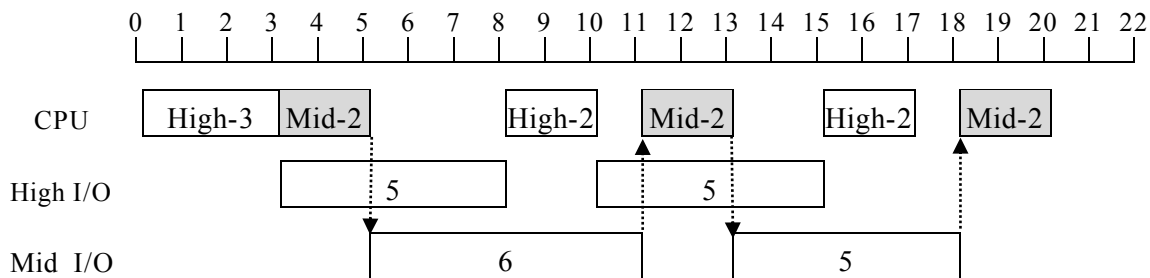 0 1 2 3 4 5 6 7 8 9 10 11 12 13 14 15 16 17 18 19 20 21 22
CPU High-3 Mid-2 High-2 Mid-2 High-2 Mid-2
High I/O 5 5
Mid I/O 6 5